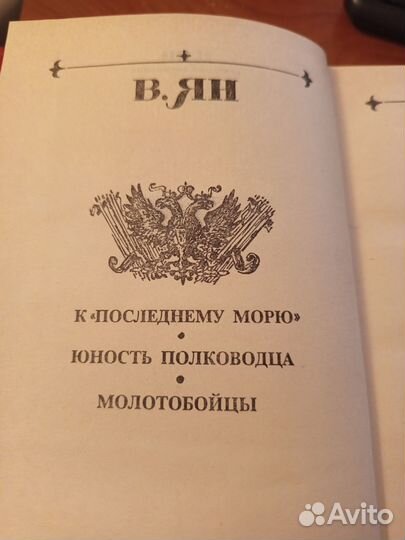 В. ЯН
К «ПОСЛЕДНЕМУ МОРЮ»
ЮНОСТЬ ПОЛКОВОДЦА
МОЛОТОБОЙЦЫ
Avito